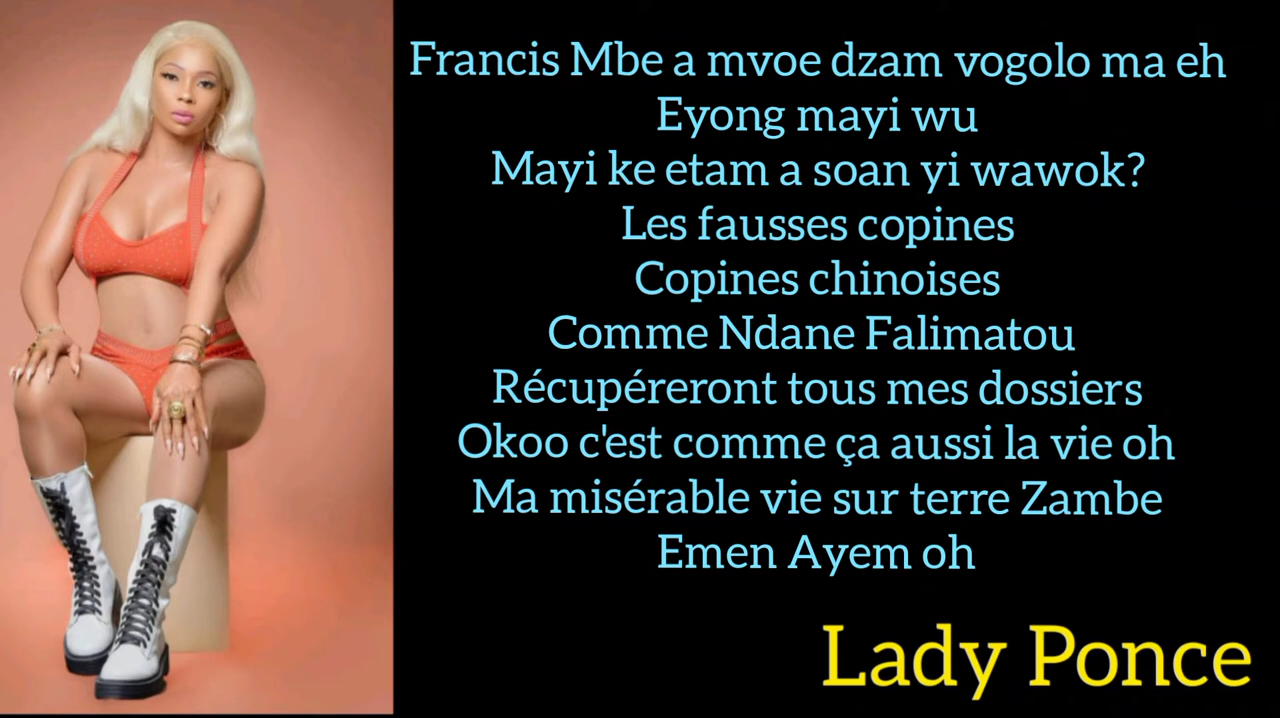 Francis Mbe a mvoe dzam vogolo ma eh
Eyong mayi wu
Mayi ke etam a soan yi wawok?
Les fausses copines
Copines chinoises
Comme Ndane Falimatou
Récupéreront tous mes dossiers
Okoo c'est comme ça aussi la vie oh
Ma misérable vie sur terre Zambe
Emen Ayem oh
Lady Ponce